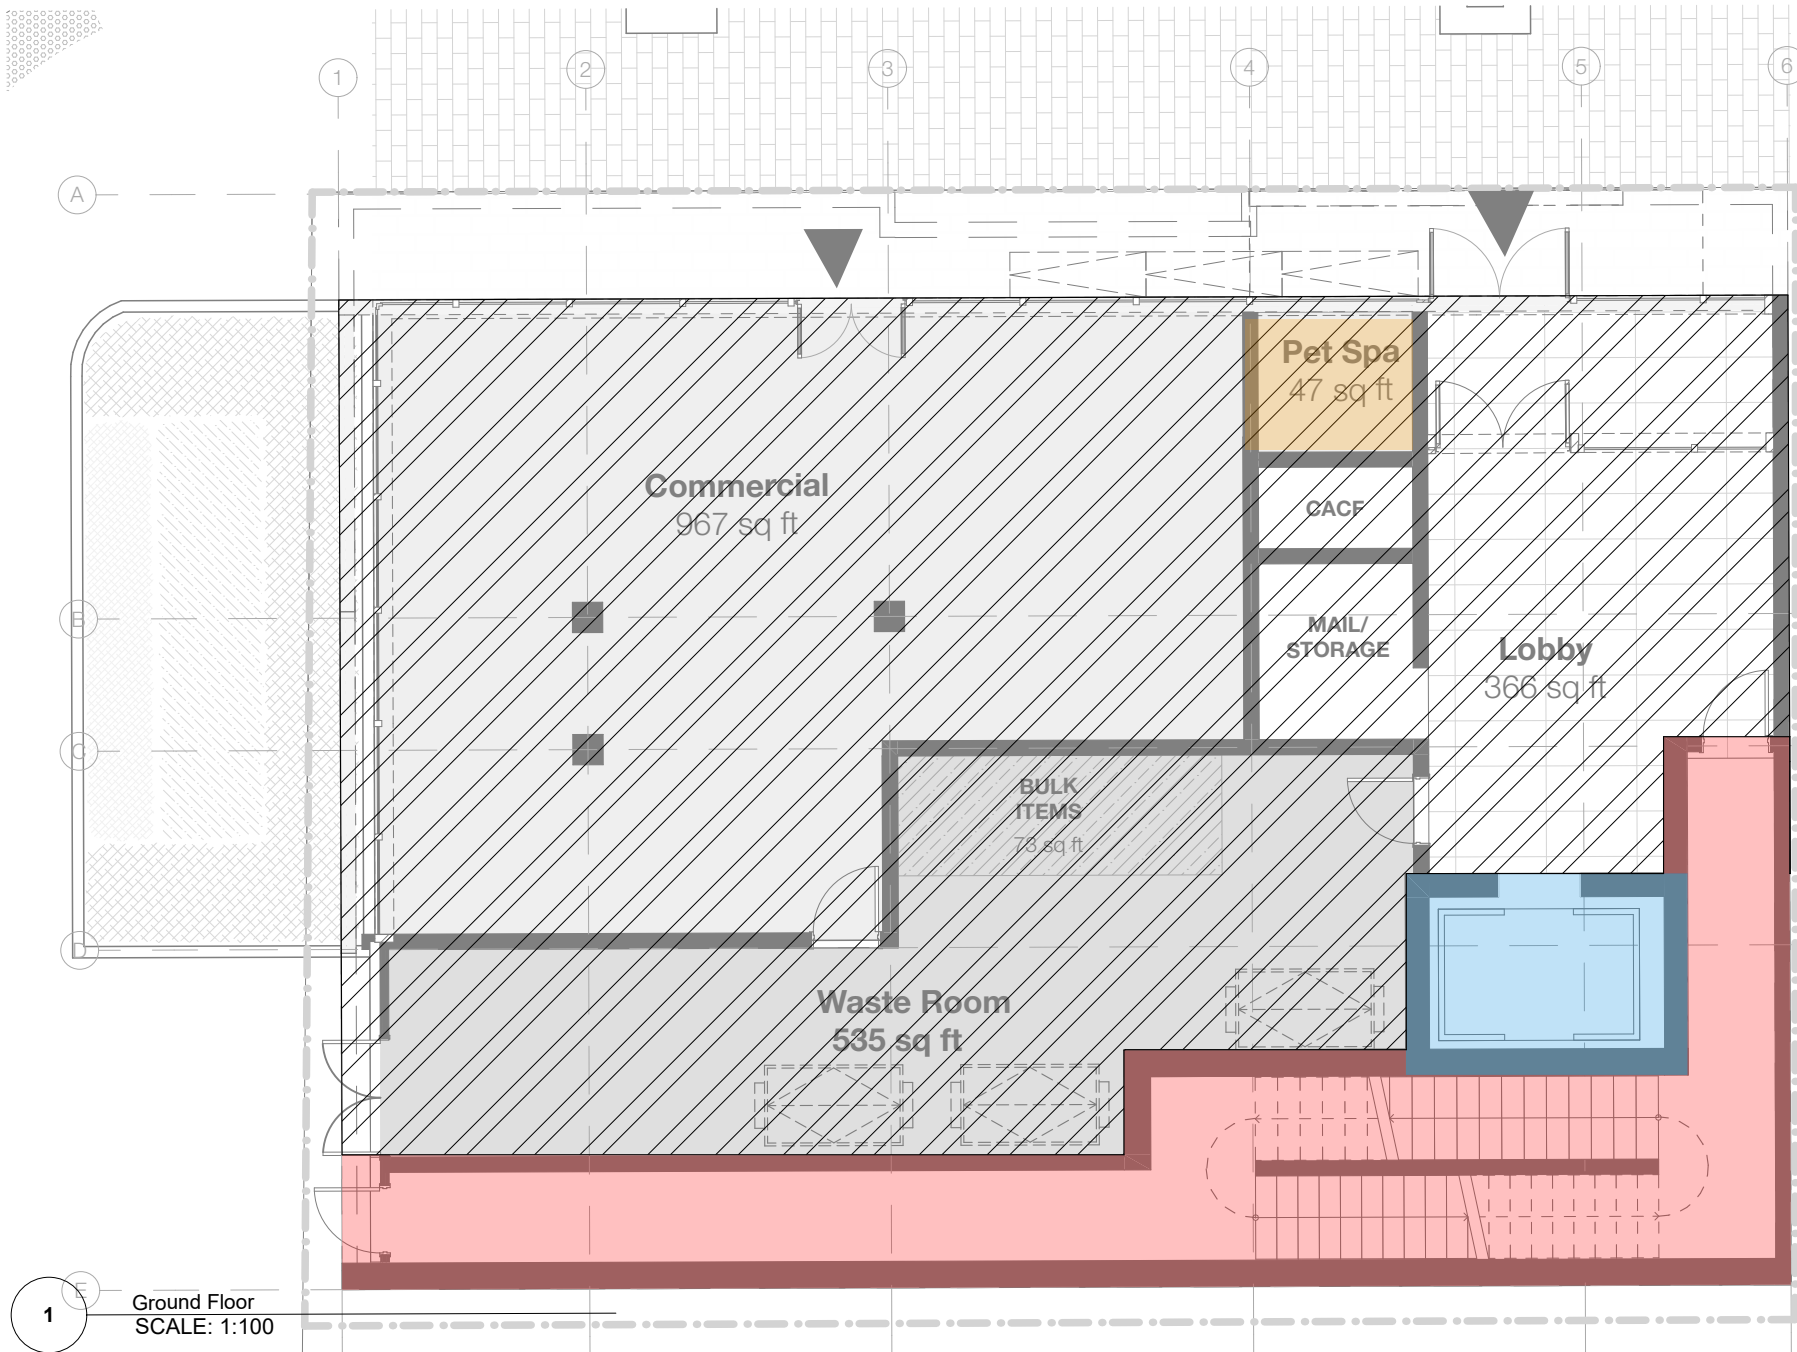 1
2
3
4
5
6
A
Pet Spa
47 sq ft
Commercial
967 sq ft
CACF
B
MAIL/
STORAGE
Lobby
366 sq ft
C
BULK
ITEMS
73 sq ft
D
Waste Room
535 sq ft
E
1
Ground Floor
SCALE: 1:100